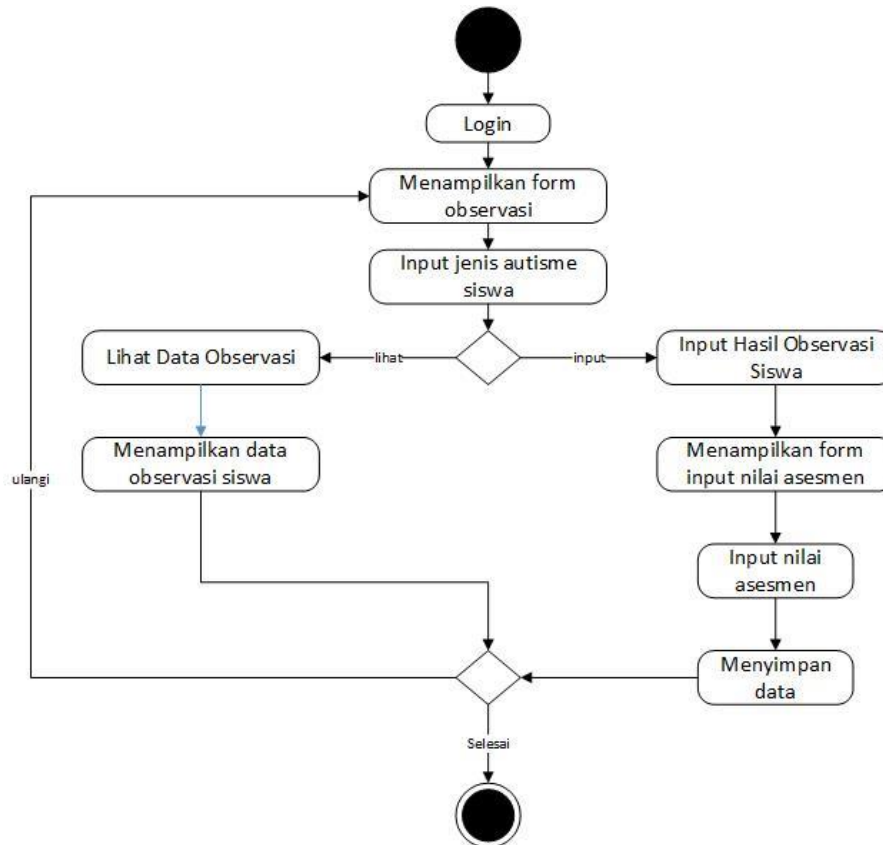 Login
Menampilkan form
observasi
Input jenis autisme
siswa
Lihat Data Observasi
lihat
input
Input Hasil Observasi
Siswa
Menampilkan data
observasi siswa
Menampilkan form
input nilai asesmen
ulangi
Input nilai
asesmen
Menyimpan
data
Selesai